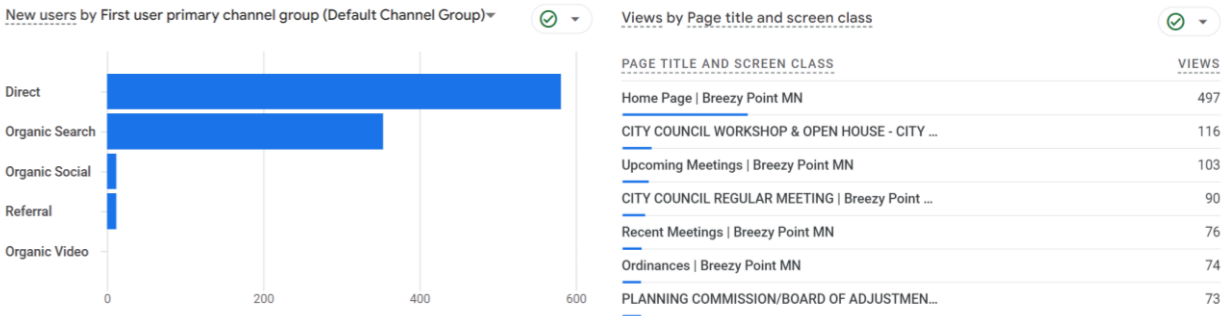 New users by First user primary channel group (Default Channel Group)
Direct
Organic Search
Organic Social
Referral
Organic Video
0 200 400 600
Views by Page title and screen class
PAGE TITLE AND SCREEN CLASS VIEWS
Home Page | Breezy Point MN 497
CITY COUNCIL WORKSHOP & OPEN HOUSE - CITY ... 116
Upcoming Meetings | Breezy Point MN 103
CITY COUNCIL REGULAR MEETING | Breezy Point ... 90
Recent Meetings | Breezy Point MN 76
Ordinances | Breezy Point MN 74
PLANNING COMMISSION/BOARD OF ADJUSTMEN... 73